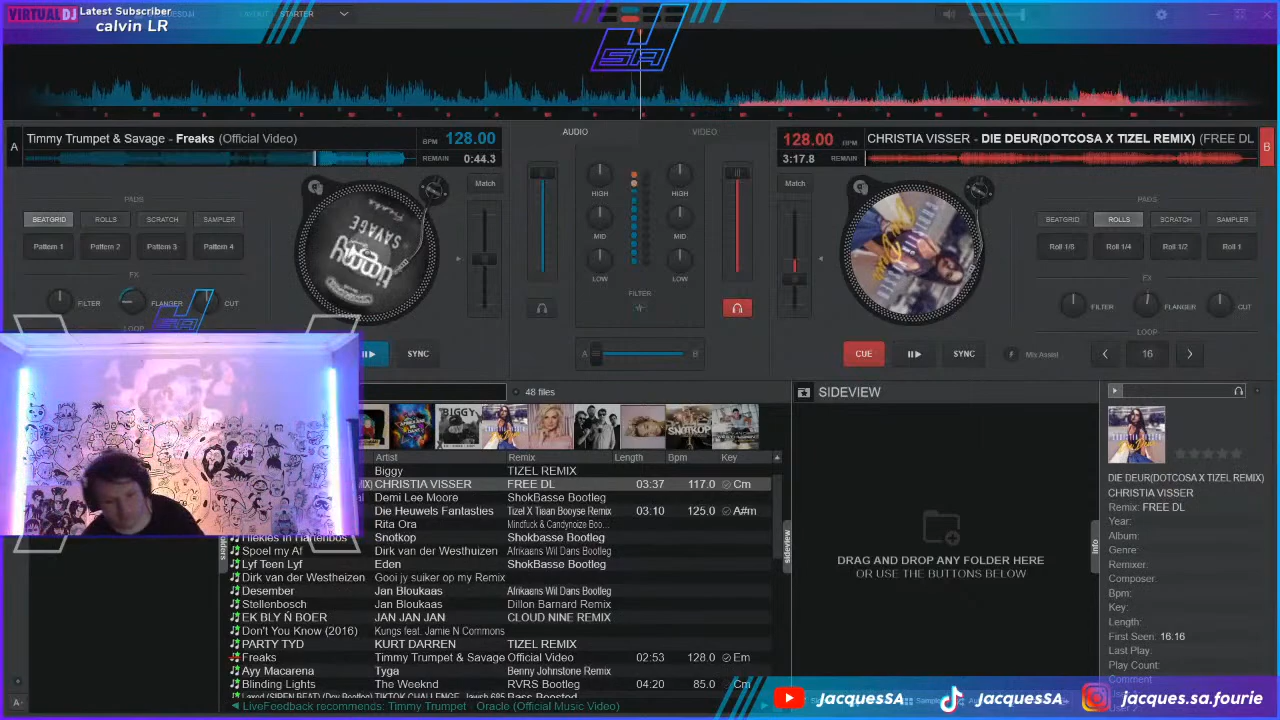 VIRTUALDJ
Latest Subscriber
calvin LR
STARTER
SA
A
Timmy Trumpet & Savage - Freaks (Official Video)
BPM
128.00
REMAIN
0:44.3
AUDIO
VIDEO
128.00
BPM
CHRISTIA VISSER - DIE DEUR(DOTCOSA X TIZEL REMIX) (FREE DL
3:17.8
REMAIN
B
Match
Match
PADS
BEATGRID
ROLLS
SCRATCH
SAMPLER
Pattern 1
Pattern 2
Pattern 3
Pattern 4
FX
FILTER
FLANGER
CUT
LOOP
SYNC
HIGH
HIGH
MID
MID
LOW
LOW
FILTER
A
B
PADS
BEATGRID
ROLLS
SCRATCH
SAMPLER
Roll 1/8
Roll 1/4
Roll 1/2
Roll 1
FX
FILTER
FLANGER
CUT
LOOP
CUE
SYNC
Mix Assist
16
48 files
Artist
Remix
Length
Bpm
Key
Biggy
TIZEL REMIX
CHRISTIA VISSER
FREE DL
03:37
117.0
Cm
Demi Lee Moore
ShokBasse Bootleg
Die Heuwels Fantasties
Tizel X Tiaan Booyse Remix
03:10
125.0
A#m
Rita Ora
Mindfuck & Candynoize Boo...
Snotkop
Shokbasse Bootleg
Spoel my Af
Dirk van der Westhuizen
Afrikaans Wil Dans Bootleg
Lyf Teen Lyf
Eden
ShokBasse Bootleg
Dirk van der Westheizen
Gooi jy suiker op my Remix
Desember
Jan Bloukaas
Afrikaans Wil Dans Bootleg
Stellenbosch
Jan Bloukaas
Dillon Barnard Remix
EK BLY Ń BOER
JAN JAN JAN
CLOUD NINE REMIX
Don't You Know (2016)
Kungs feat. Jamie N Commons
PARTY TYD
KURT DARREN
TIZEL REMIX
Freaks
Timmy Trumpet & Savage
Official Video
02:53
128.0
Em
Ayy Macarena
Tyga
Benny Johnstone Remix
Blinding Lights
The Weeknd
RVRS Bootleg
04:20
85.0
Cm
LiveFeedback recommends: Timmy Trumpet - Oracle (Official Music Video)
sideview
SIDEVIEW
DRAG AND DROP ANY FOLDER HERE
OR USE THE BUTTONS BELOW
info
DIE DEUR(DOTCOSA X TIZEL REMIX)
CHRISTIA VISSER
Remix: FREE DL
Year:
Album:
Genre:
Remixer:
Composer:
Bpm:
Key:
Length:
First Seen: 16:16
Last Play:
Play Count:
Comment
JacquesSA
JacquesSA
jacques.sa.fourie